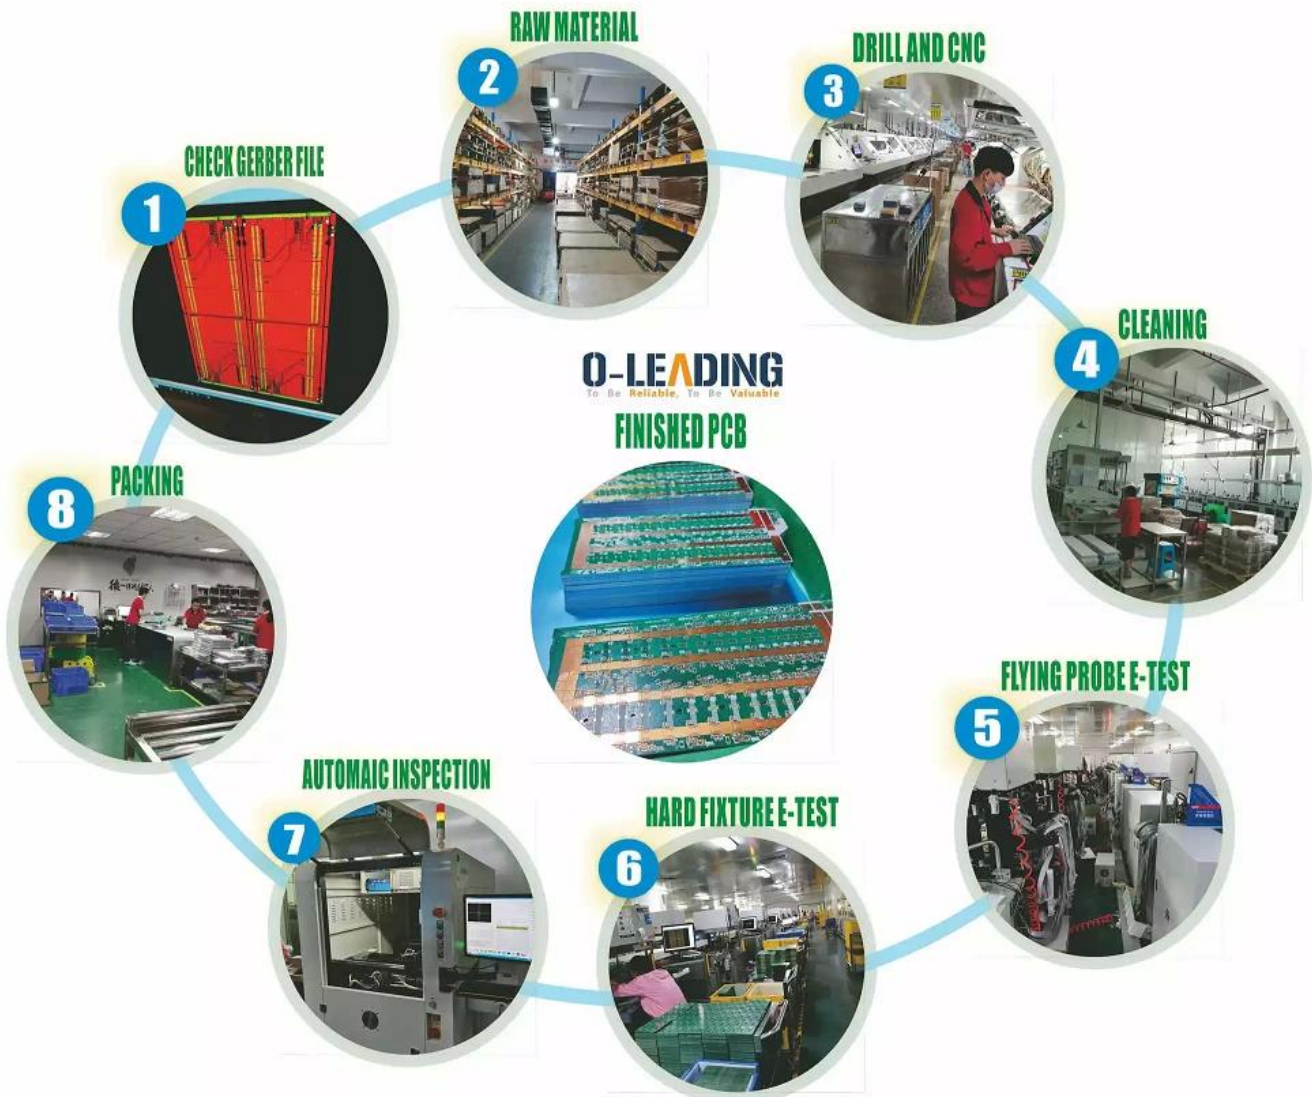 1
CHECK GERBER FILE
2
RAW MATERIAL
3
DRILL AND CNC
4
CLEANING
5
FLYING PROBE E-TEST
6
HARD FIXTURE E-TEST
7
AUTOMAIC INSPECTION
8
PACKING
O-LEADING
To Be Reliable, To Be Valuable
FINISHED PCB